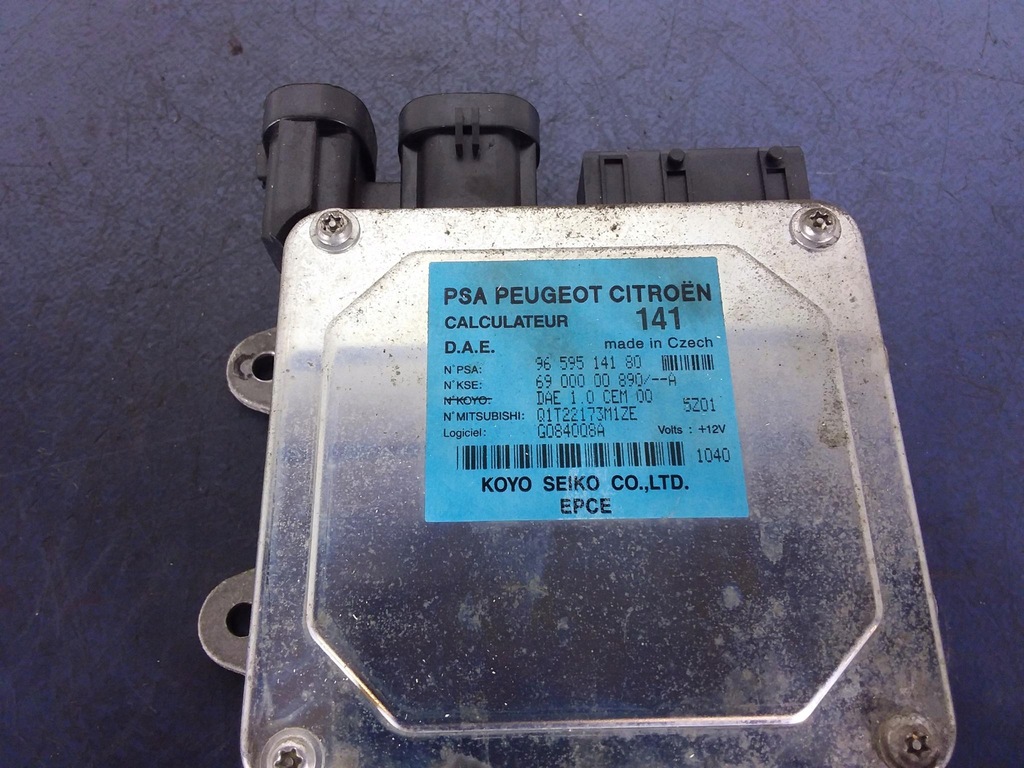 PSA PEUGEOT CITROËN
CALCULATEUR 141
D.A.E. made in Czech
N°PSA: 96 595 141 80
N°KSE: 69 000 00 890/--A
N°KOYO: DAE 1.0 CEM 00 5Z01
N°MITSUBISHI: Q1T22173M1ZE
Logiciel: G084008A Volts : +12V
1040
KOYO SEIKO CO.,LTD.
EPCE